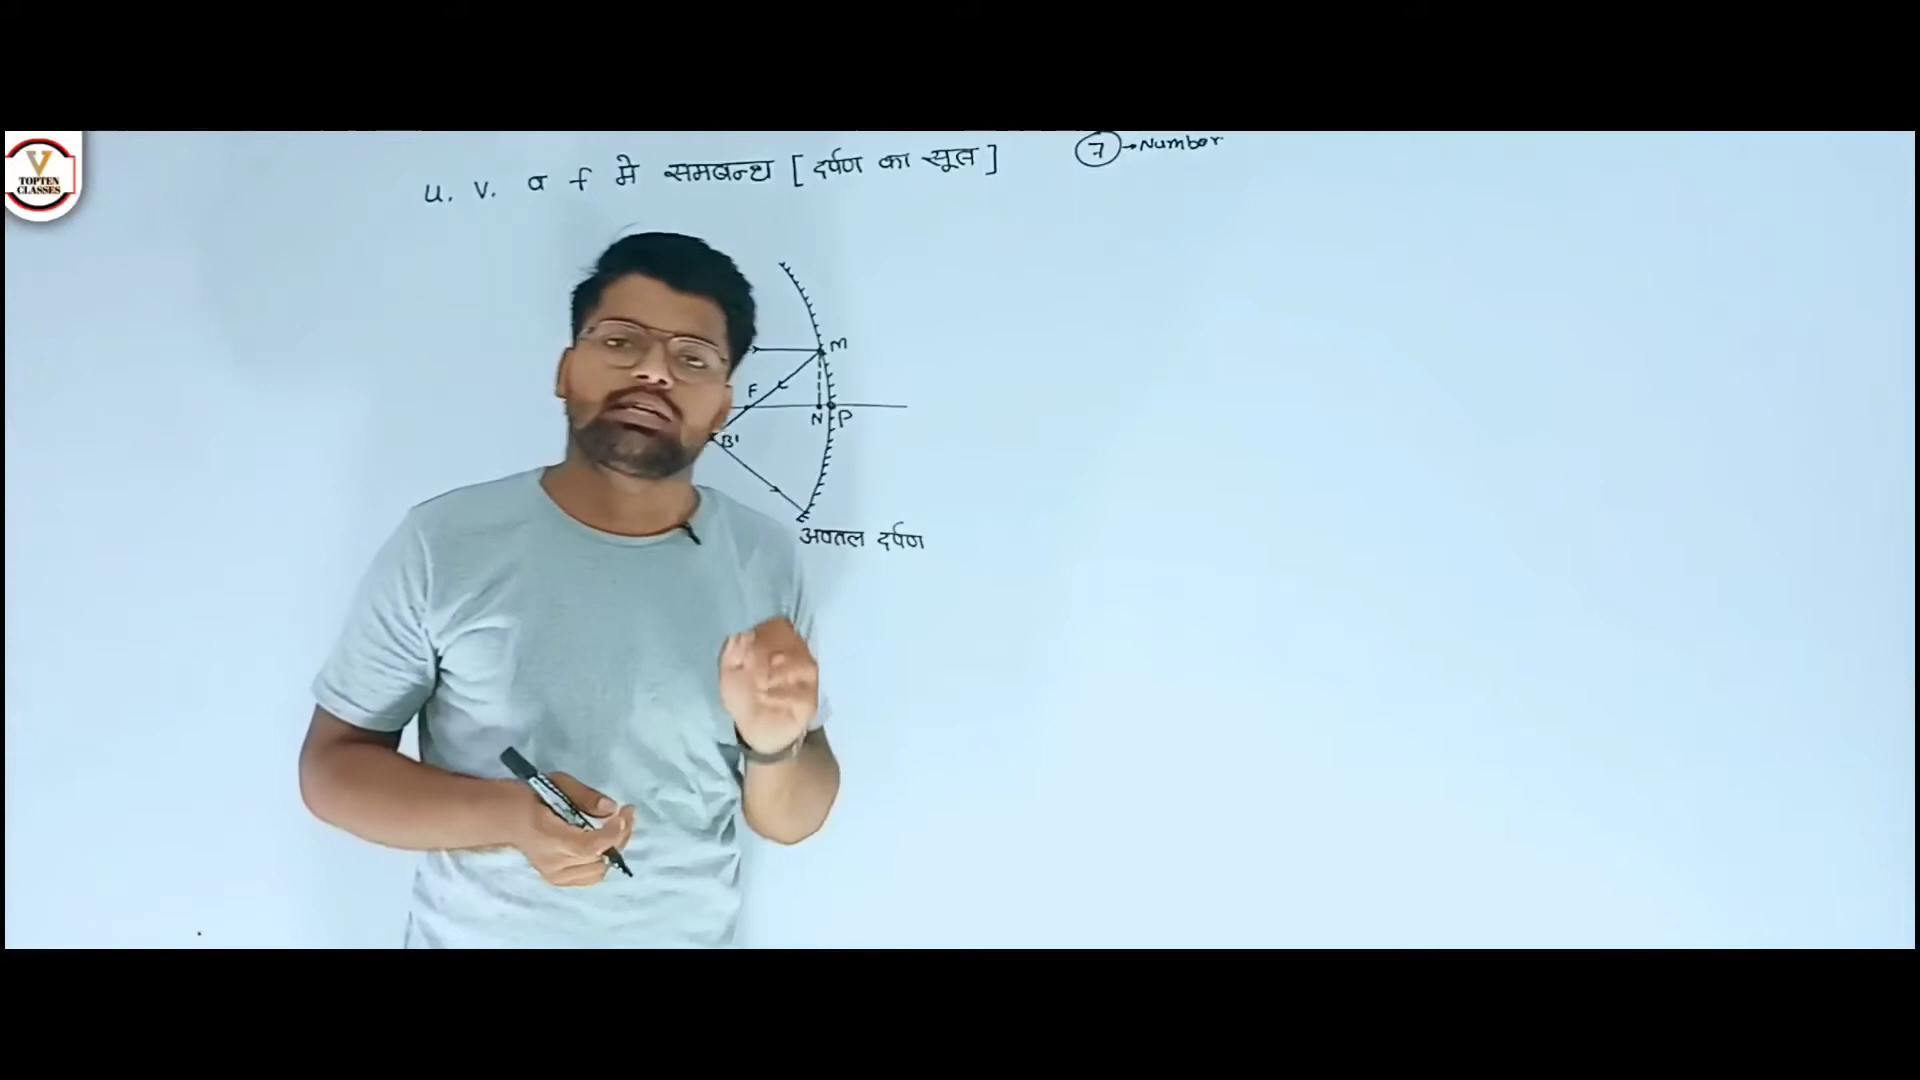 V
TOPTEN
CLASSES
u. v. व f मे समबन्ध [ दर्पण का सूत्र ]
7 → Number
M
F
N P
B'
अवतल दर्पण